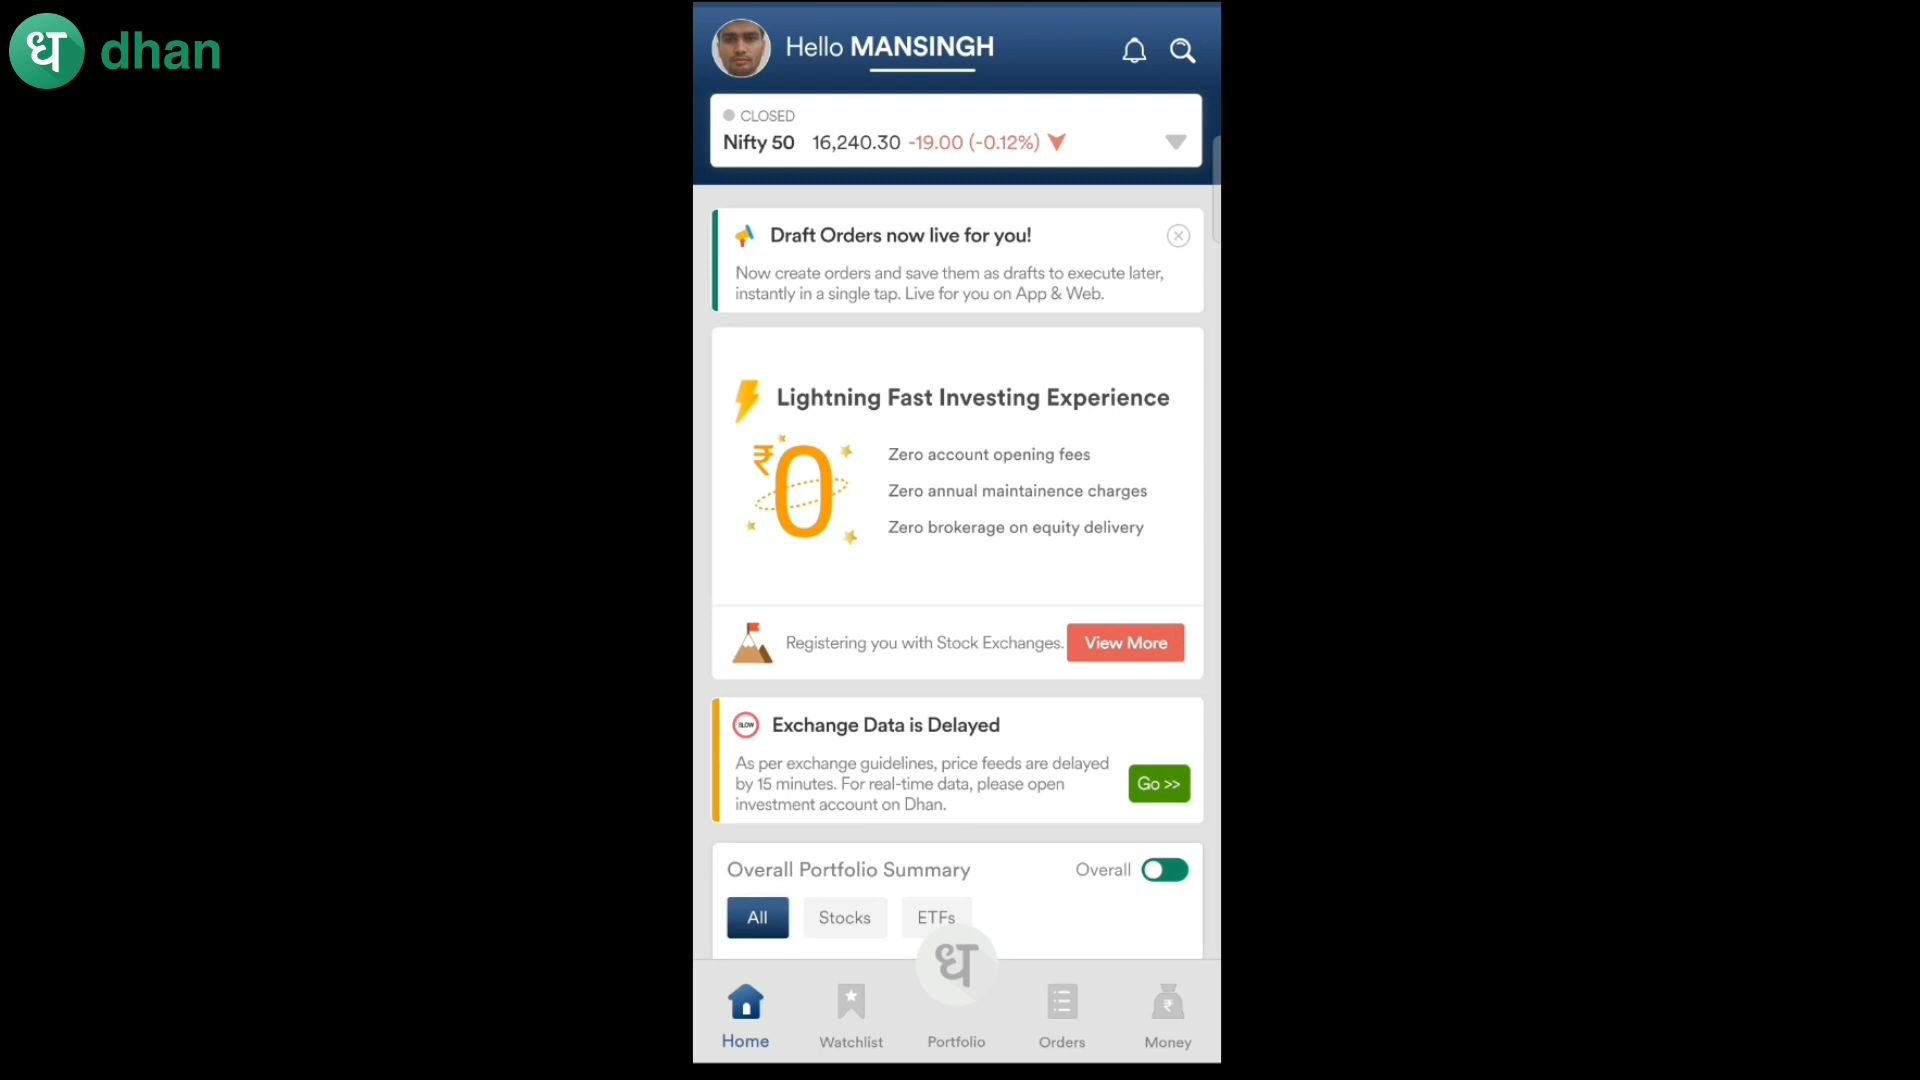 ध dhan
Hello MANSINGH
CLOSED
Nifty 50 16,240.30 -19.00 (-0.12%)
Draft Orders now live for you!
Now create orders and save them as drafts to execute later,
instantly in a single tap. Live for you on App & Web.
Lightning Fast Investing Experience
₹0
Zero account opening fees
Zero annual maintainence charges
Zero brokerage on equity delivery
Registering you with Stock Exchanges. View More
SLOW Exchange Data is Delayed
As per exchange guidelines, price feeds are delayed
by 15 minutes. For real-time data, please open
investment account on Dhan.
Go >>
Overall Portfolio Summary Overall
All Stocks ETFs
ध
₹
Home Watchlist Portfolio Orders Money